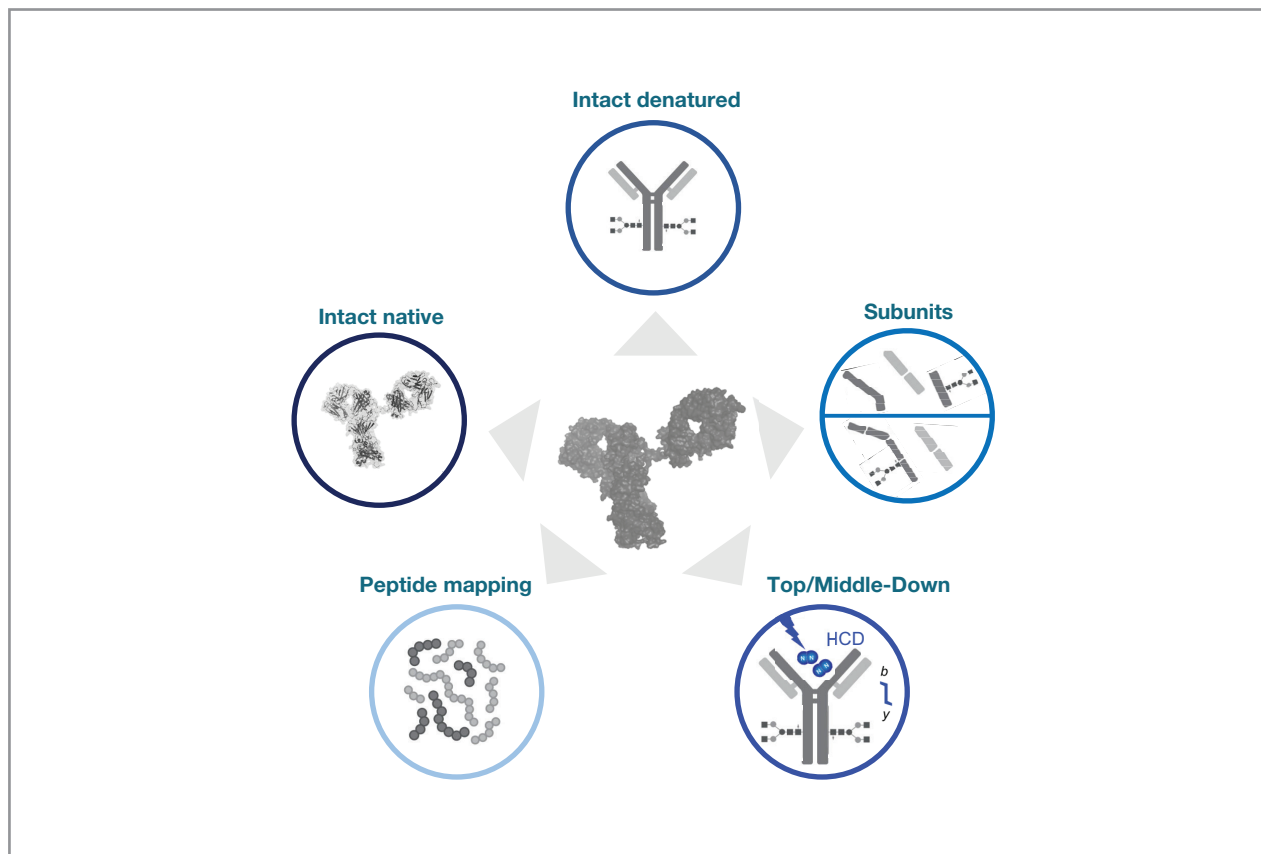 Intact denatured
Intact native
Subunits
Peptide mapping
Top/Middle-Down
HCD
N N
N N
b
y